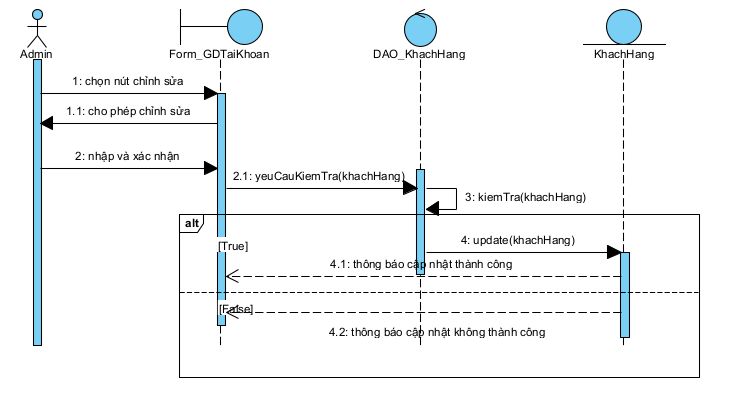 Admin
Form_GDTaiKhoan
DAO_KhachHang
KhachHang
1: chọn nút chỉnh sửa
1.1: cho phép chỉnh sửa
2: nhập và xác nhận
2.1: yeuCauKiemTra(khachHang)
3: kiemTra(khachHang)
alt
[True]
4: update(khachHang)
4.1: thông báo cập nhật thành công
[False]
4.2: thông báo cập nhật không thành công